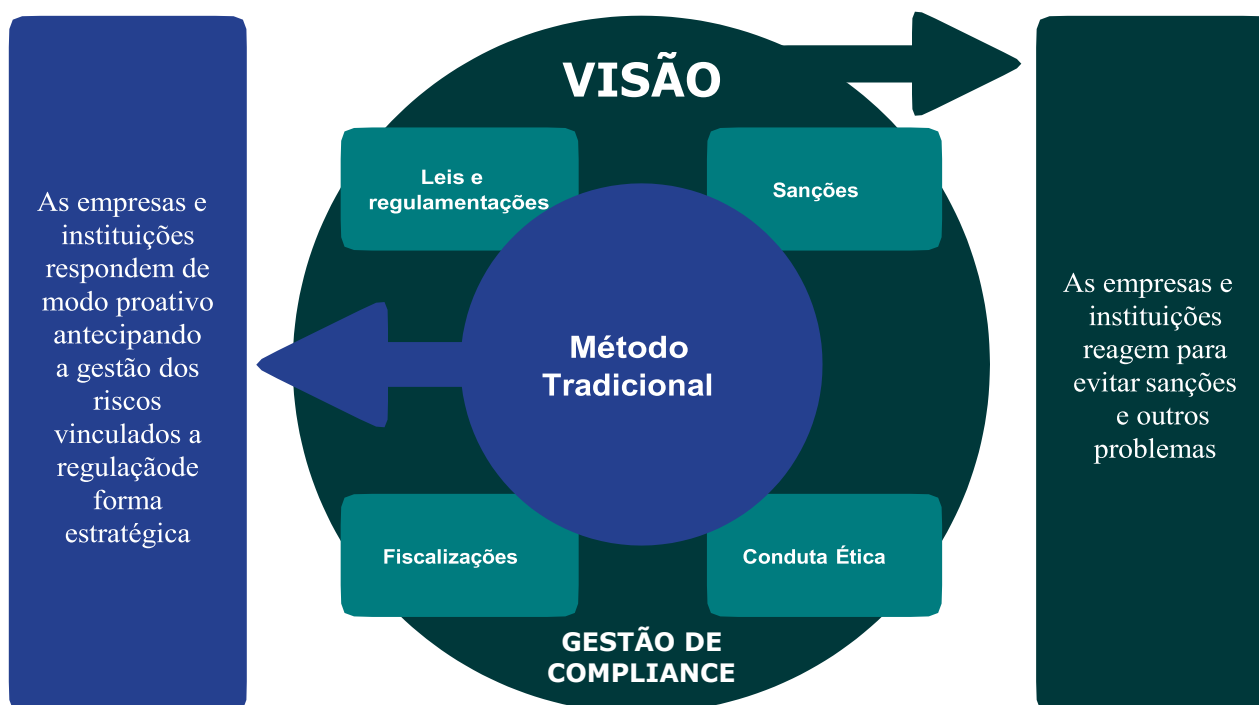 As empresas e
instituições
respondem de
modo proativo
antecipando
a gestão dos
riscos
vinculados a
regulaçãode
forma
estratégica
VISÃO
Leis e
regulamentações
Sanções
Método
Tradicional
Fiscalizações
Conduta Ética
GESTÃO DE
COMPLIANCE
As empresas e
instituições
reagem para
evitar sanções
e outros
problemas